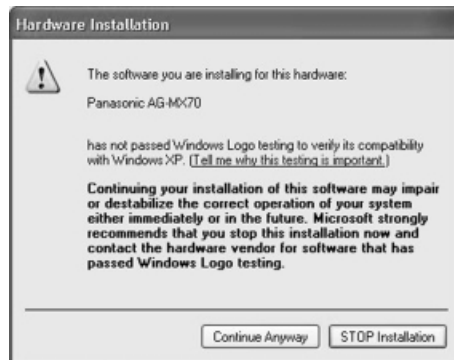 Hardware Installation
The software you are installing for this hardware:
Panasonic AG-MX70
has not passed Windows Logo testing to verify its compatibility
with Windows XP. (Tell me why this testing is important.)
Continuing your installation of this software may impair
or destabilize the correct operation of your system
either immediately or in the future. Microsoft strongly
recommends that you stop this installation now and
contact the hardware vendor for software that has
passed Windows Logo testing.
Continue Anyway
STOP Installation